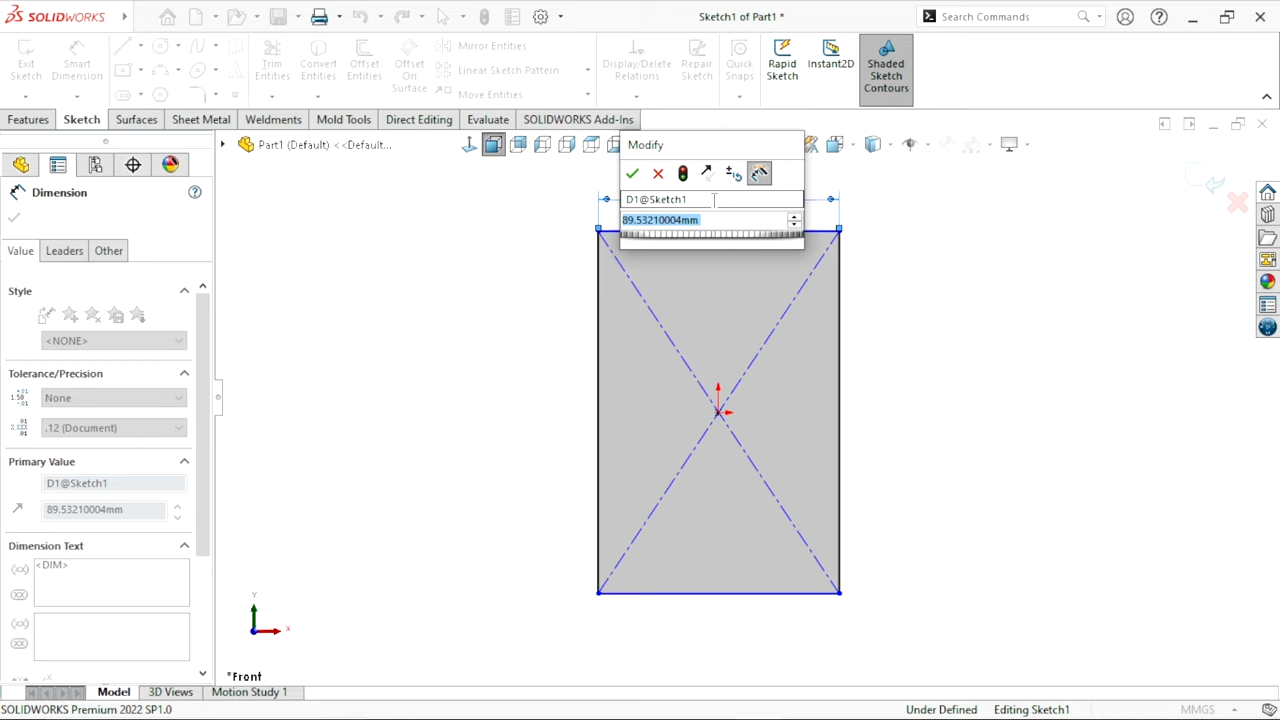 SOLIDWORKS
Sketch1 of Part1 *
Search Commands
Exit Sketch
Smart Dimension
Trim Entities
Convert Entities
Offset Entities
Offset On Surface
Mirror Entities
Linear Sketch Pattern
Move Entities
Display/Delete Relations
Repair Sketch
Quick Snaps
Rapid Sketch
Instant2D
Shaded Sketch Contours
Features
Sketch
Surfaces
Sheet Metal
Weldments
Mold Tools
Direct Editing
Evaluate
SOLIDWORKS Add-Ins
Part1 (Default) <<Default...
Modify
D1@Sketch1
89.53210004mm
Dimension
Value
Leaders
Other
Style
<NONE>
Tolerance/Precision
None
.12 (Document)
Primary Value
D1@Sketch1
89.53210004mm
Dimension Text
<DIM>
Y
X
*Front
Model
3D Views
Motion Study 1
SOLIDWORKS Premium 2022 SP1.0
Under Defined
Editing Sketch1
MMGS